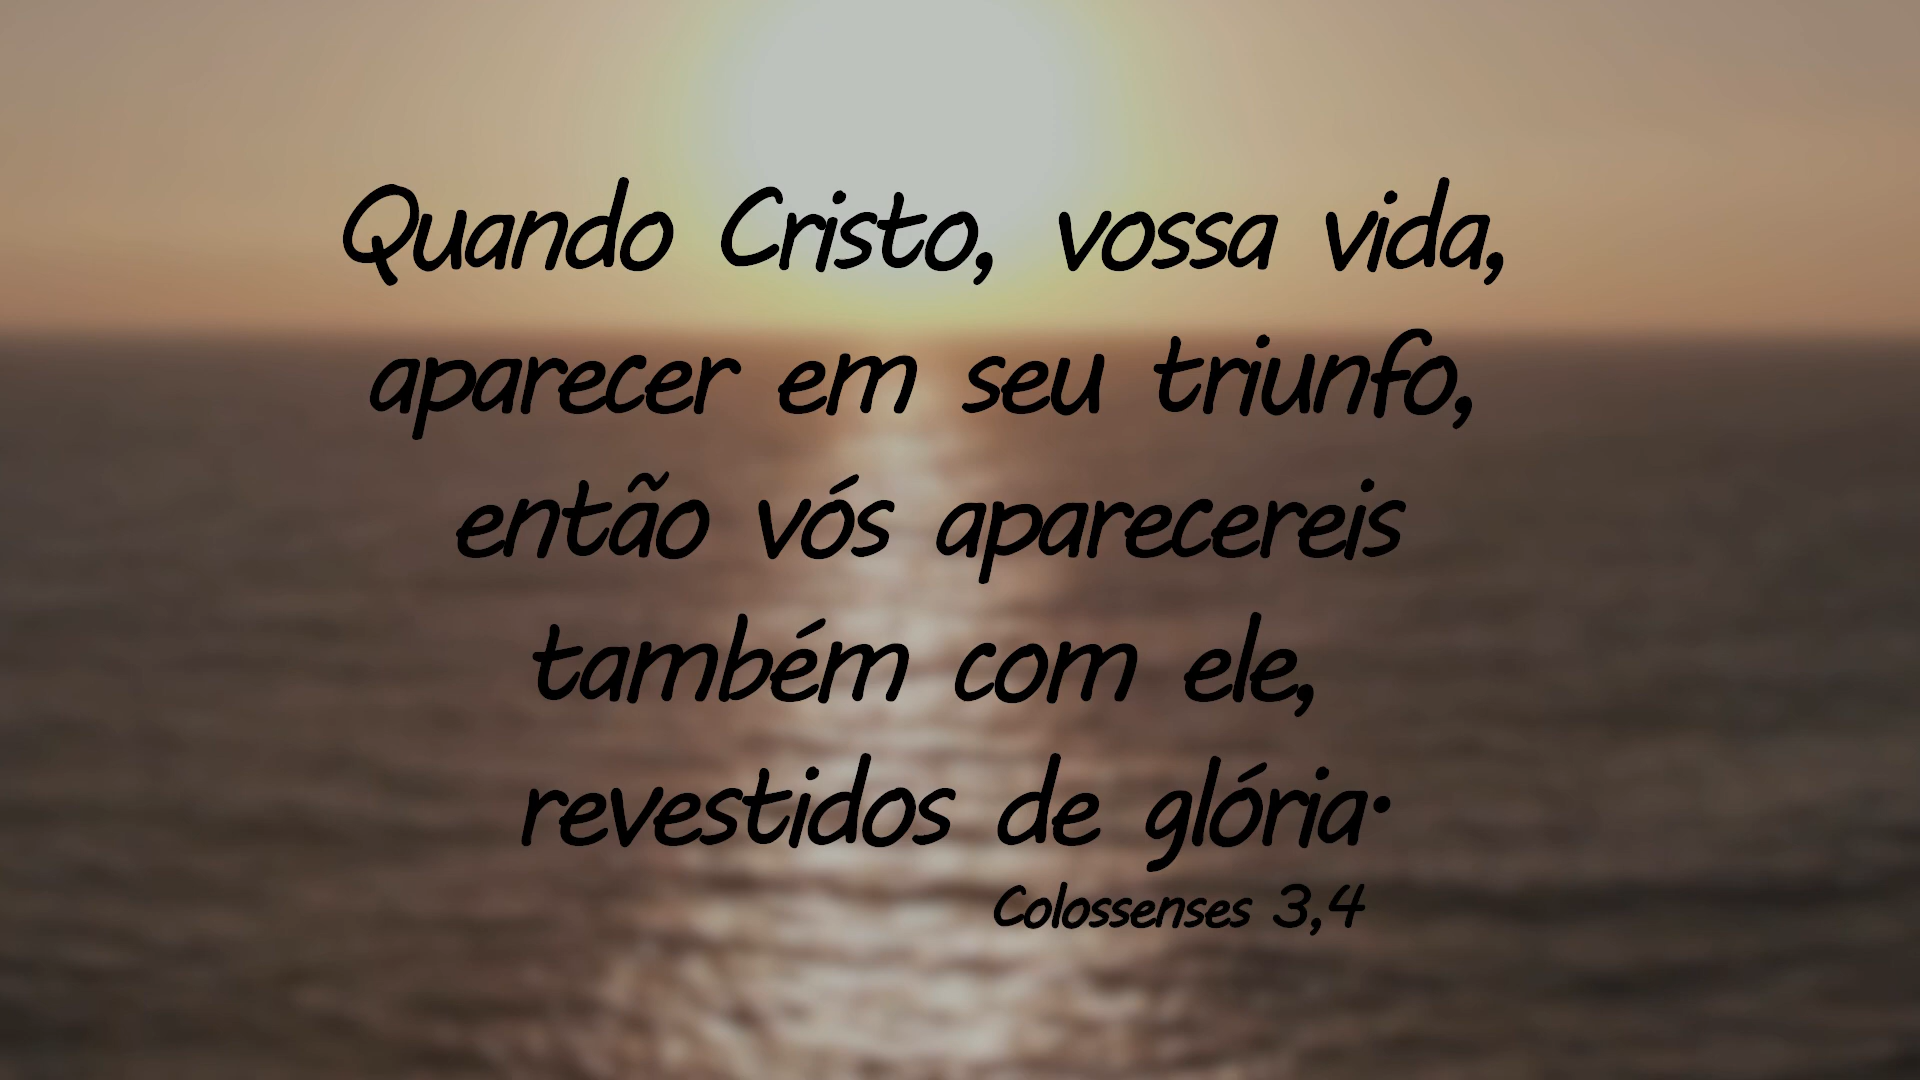 Quando Cristo, vossa vida,
aparecer em seu triunfo,
então vós aparecereis
também com ele,
revestidos de glória.
Colossenses 3,4